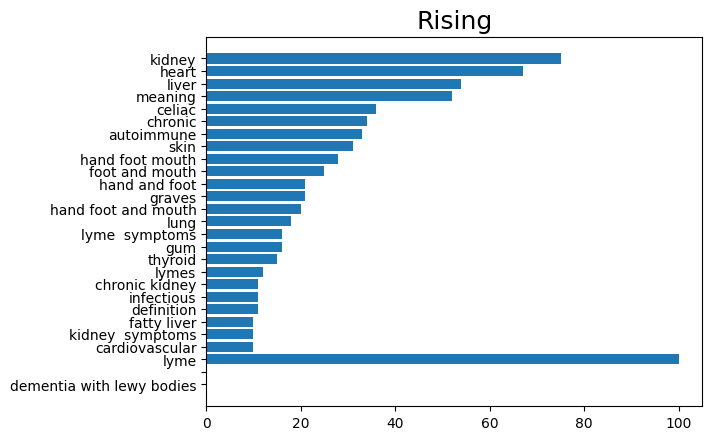 Rising
kidney
heart
liver
meaning
celiac
chronic
autoimmune
skin
hand foot mouth
foot and mouth
hand and foot
graves
hand foot and mouth
lung
lyme  symptoms
gum
thyroid
lymes
chronic kidney
infectious
definition
fatty liver
kidney  symptoms
cardiovascular
lyme
dementia with lewy bodies
0 20 40 60 80 100